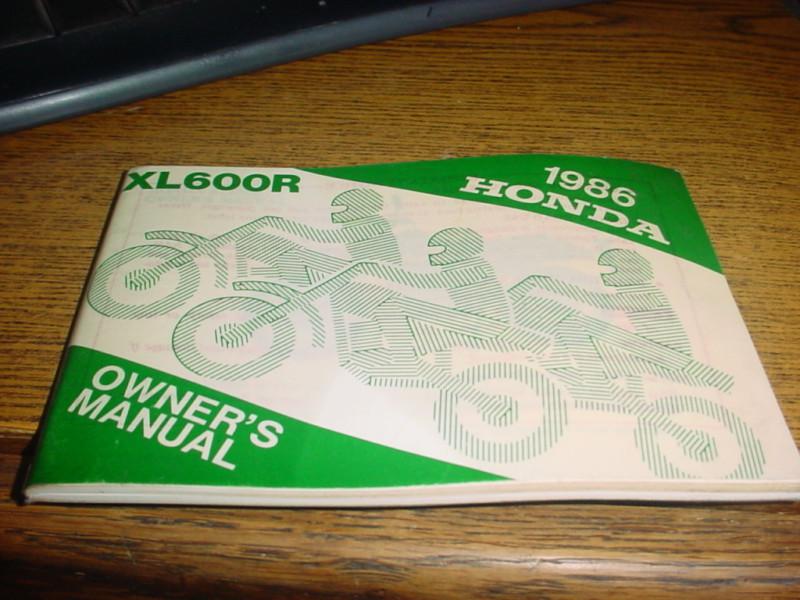 XL600R
1986
HONDA
OWNER'S
MANUAL